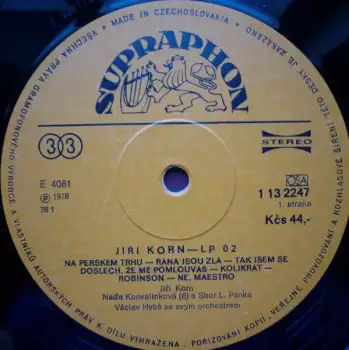 VŠECHNA PRÁVA GRAMOFONOVÉHO VÝROBCE A VLASTNÍKŮ AUTORSKÝCH PRÁV K DÍLU VYHRAŽENA · POŘIZOVÁNÍ KOPIÍ, VEŘEJNÉ PROVOZOVÁNÍ A ROZHLASOVÉ ŠÍŘENÍ TÉTO DESKY JE ZAKÁZÁNO
MADE IN CZECHOSLOVAKIA
SUPRAPHON
33
STEREO
E 4081
Ⓟ 1978
78 1
OSA
1 13 2247
1. strana
Kčs 44,-
JIŘÍ KORN—LP 02
NA PERSKÉM TRHU — RÁNA JSOU ZLÁ — TAK JSEM SE
DOSLECH, ŽE MĚ POMLOUVÁŠ — KOLIKRÁT —
ROBINSON — NE, MAESTRO
Jiří Korn
Naďa Konvalinková (6) a Sbor L. Pánka
Václav Hybš se svým orchestrem